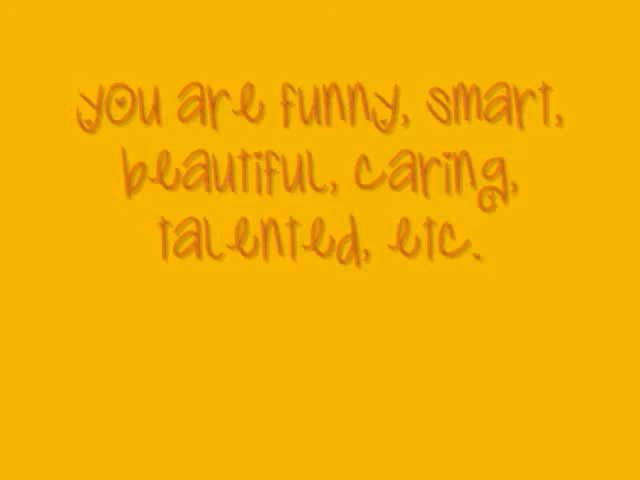 you are funny, smart,
beautiful, caring,
talented, etc.